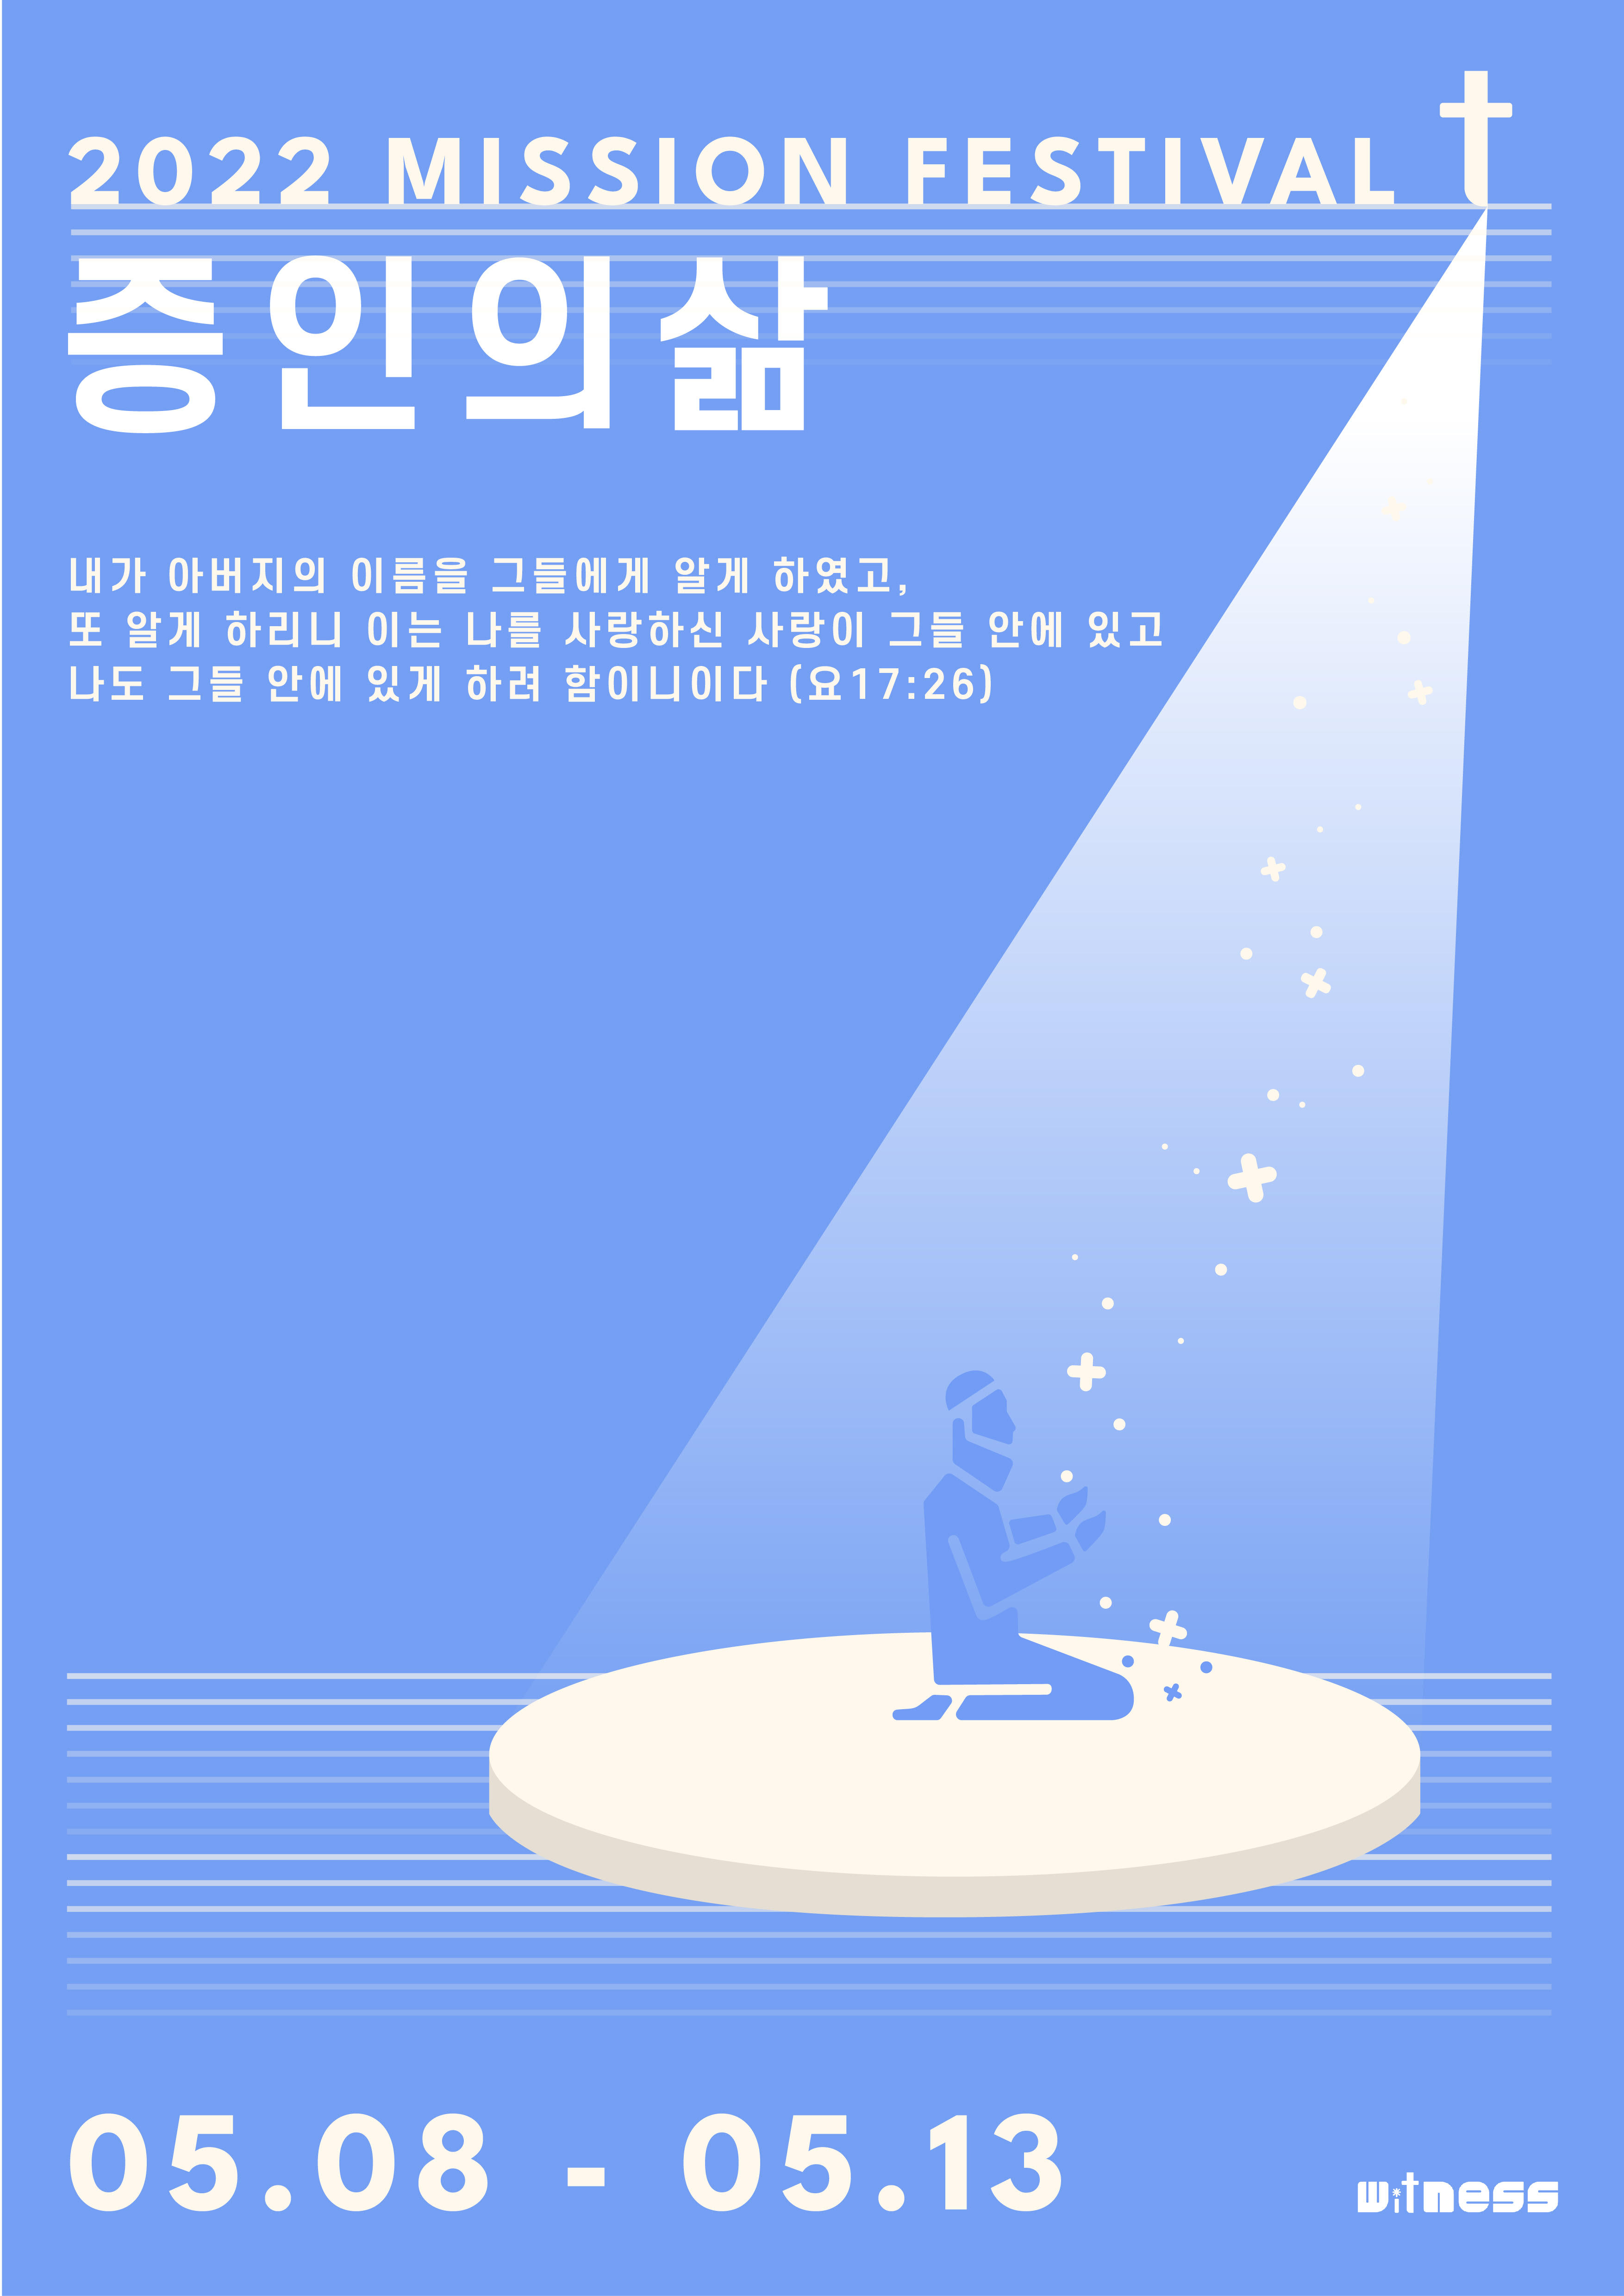 2022 MISSION FESTIVAL
증인의삶
내가 아버지의 이름을 그들에게 알게 하였고,
또 알게 하리니 이는 나를 사랑하신 사랑이 그들 안에 있고
나도 그들 안에 있게 하려 함이니이다 (요17:26)
05.08 - 05.13
witness